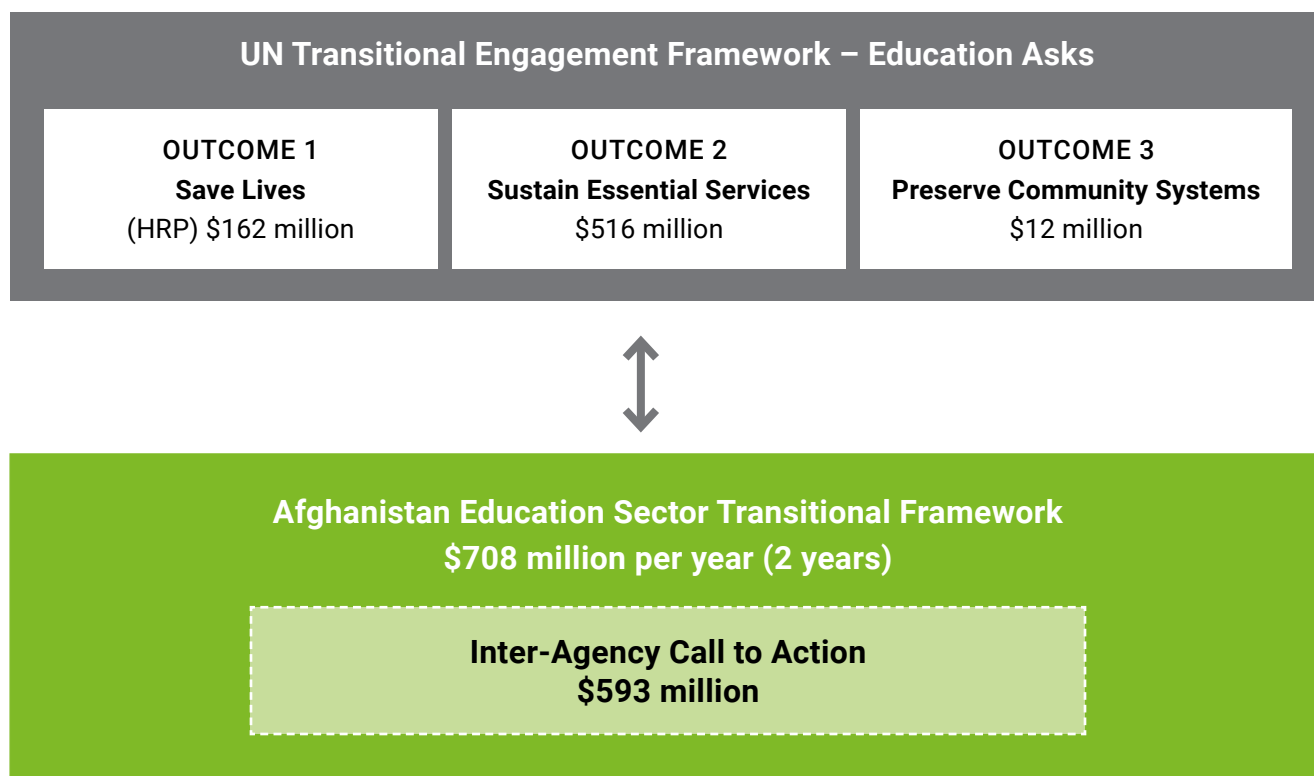 UN Transitional Engagement Framework – Education Asks
OUTCOME 1
Save Lives
(HRP) $162 million
OUTCOME 2
Sustain Essential Services
$516 million
OUTCOME 3
Preserve Community Systems
$12 million
Afghanistan Education Sector Transitional Framework
$708 million per year (2 years)
Inter-Agency Call to Action
$593 million